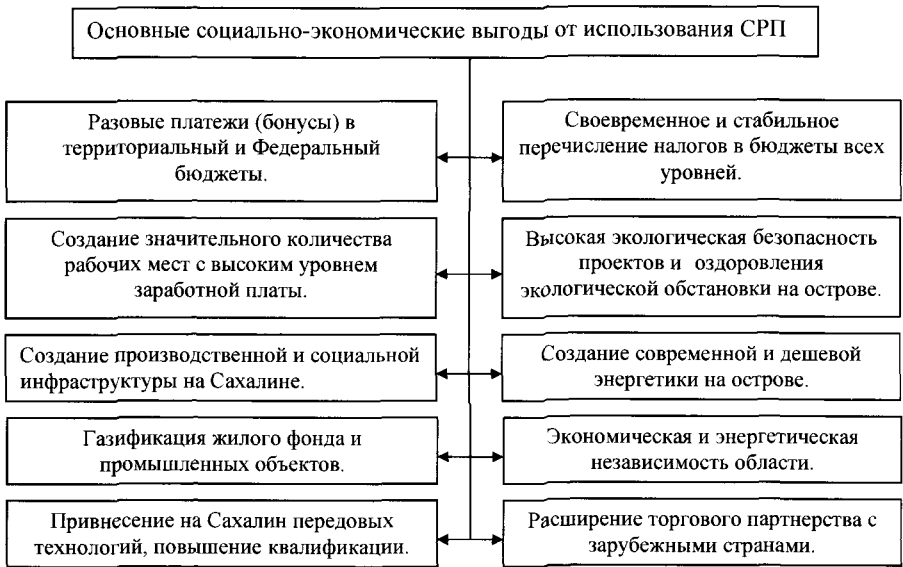 Основные социально-экономические выгоды от использования СРП
Разовые платежи (бонусы) в
территориальный и Федеральный
бюджеты.
Своевременное и стабильное
перечисление налогов в бюджеты всех
уровней.
Создание значительного количества
рабочих мест с высоким уровнем
заработной платы.
Высокая экологическая безопасность
проектов и оздоровления
экологической обстановки на острове.
Создание производственной и социальной
инфраструктуры на Сахалине.
Создание современной и дешевой
энергетики на острове.
Газификация жилого фонда и
промышленных объектов.
Экономическая и энергетическая
независимость области.
Привнесение на Сахалин передовых
технологий, повышение квалификации.
Расширение торгового партнерства с
зарубежными странами.